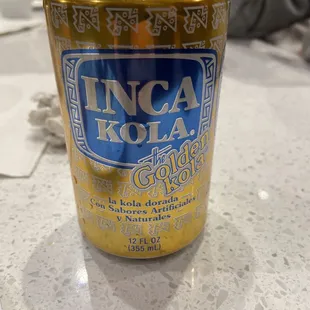 INCA
KOLA.
The
Golden
Kola
la kola dorada
Con Sabores Artificiales
y Naturales
12 FL OZ
(355 mL)